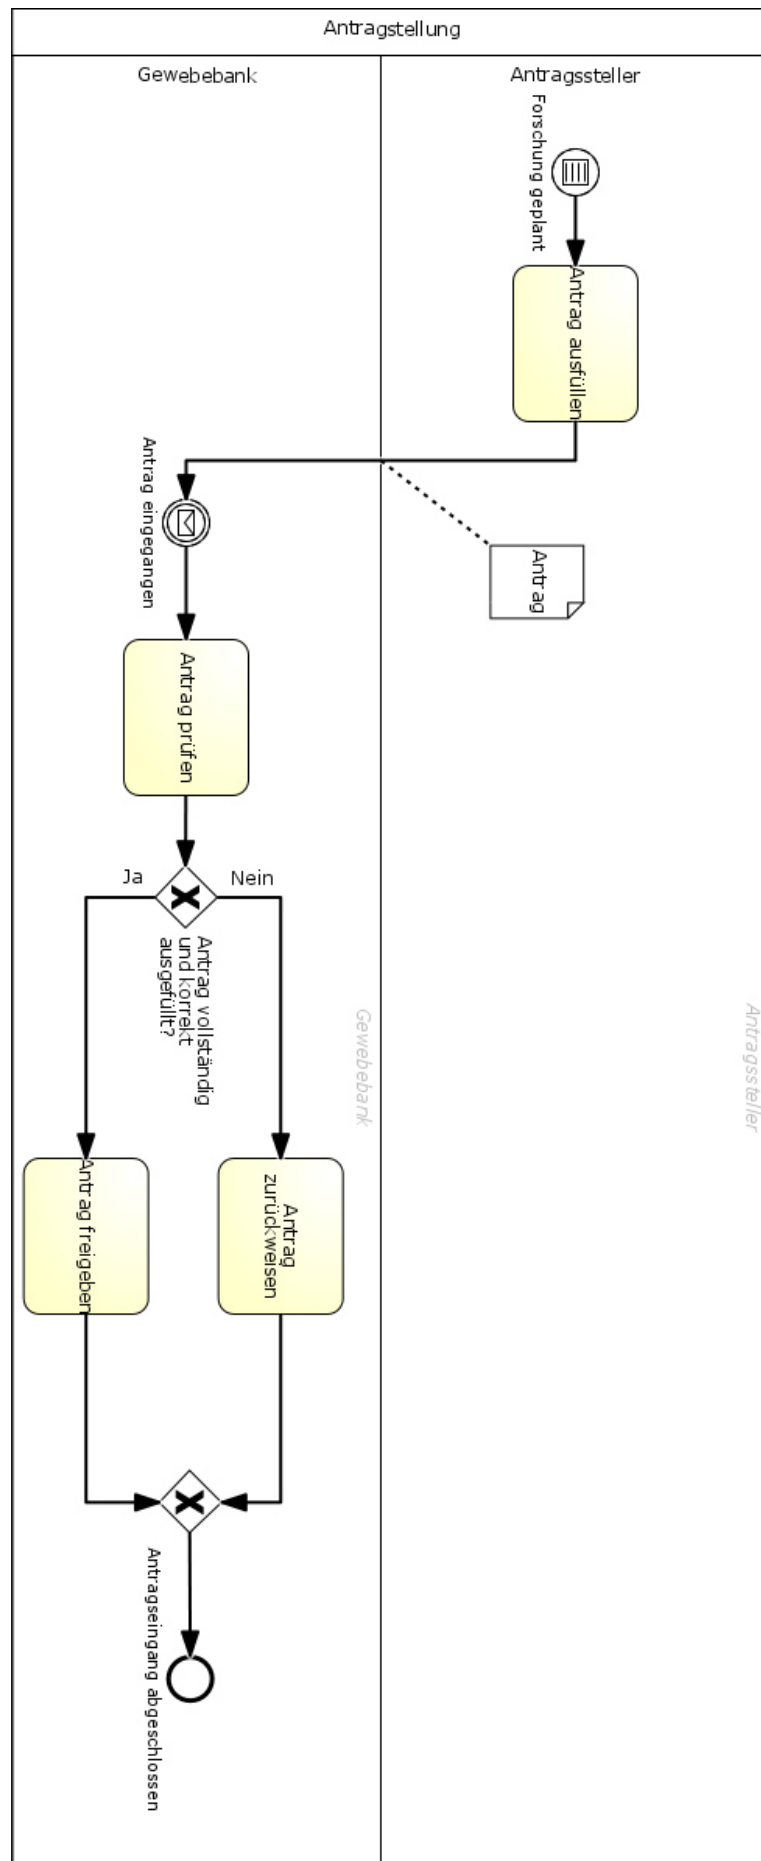 Antragstellung
Gewebebank
Antragssteller
Forschung geplant
Antrag ausfüllen
Antrag eingegangen
Antrag
Antrag prüfen
Ja
Nein
Antrag vollständig
und korrekt
ausgefüllt?
Gewebebank
Antragssteller
Antrag freigeben
Antrag
zurückweisen
Antragseingang abgeschlossen